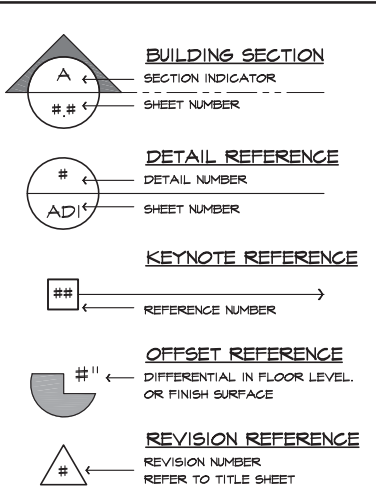 BUILDING SECTION
A
SECTION INDICATOR
#.#
SHEET NUMBER
DETAIL REFERENCE
#
DETAIL NUMBER
AD1
SHEET NUMBER
KEYNOTE REFERENCE
##
REFERENCE NUMBER
OFFSET REFERENCE
#"
DIFFERENTIAL IN FLOOR LEVEL.
OR FINISH SURFACE
REVISION REFERENCE
#
REVISION NUMBER
REFER TO TITLE SHEET